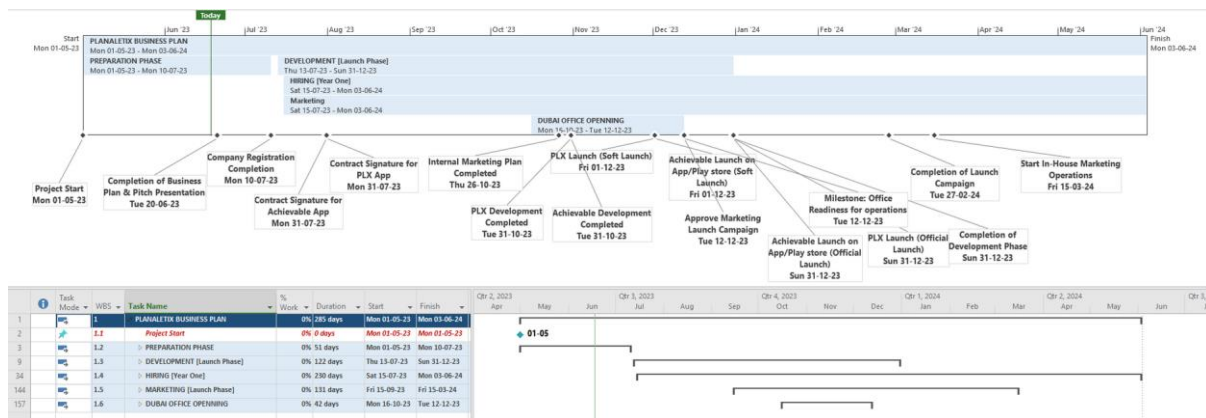 Today
Jun '23
Jul '23
Aug '23
Sep '23
Oct '23
Nov '23
Dec '23
Jan '24
Feb '24
Mar '24
Apr '24
May '24
Jun '24
Start
Mon 01-05-23
PLANALETIX BUSINESS PLAN
Mon 01-05-23 - Mon 03-06-24
Finish
Mon 03-06-24
PREPARATION PHASE
Mon 01-05-23 - Mon 10-07-23
DEVELOPMENT [Launch Phase]
Thu 13-07-23 - Sun 31-12-23
HIRING [Year One]
Sat 15-07-23 - Mon 03-06-24
Marketing
Sat 15-07-23 - Mon 03-06-24
DUBAI OFFICE OPENNING
Mon 16-10-23 - Tue 12-12-23
Project Start
Mon 01-05-23
Completion of Business
Plan & Pitch Presentation
Tue 20-06-23
Company Registration
Completion
Mon 10-07-23
Contract Signature for
Achievable App
Mon 31-07-23
Contract Signature for
PLX App
Mon 31-07-23
Internal Marketing Plan
Completed
Thu 26-10-23
PLX Development
Completed
Tue 31-10-23
PLX Launch (Soft Launch)
Fri 01-12-23
Achievable Development
Completed
Tue 31-10-23
Achievable Launch on
App/Play store (Soft
Launch)
Fri 01-12-23
Approve Marketing
Launch Campaign
Tue 12-12-23
Achievable Launch on
App/Play store (Official
Launch)
Sun 31-12-23
Milestone: Office
Readiness for operations
Tue 12-12-23
PLX Launch (Official
Launch)
Sun 31-12-23
Completion of Launch
Campaign
Tue 27-02-24
Completion of
Development Phase
Sun 31-12-23
Start In-House Marketing
Operations
Fri 15-03-24
Task Mode WBS Task Name % Work Duration Start Finish
Qtr 2, 2023 Qtr 3, 2023 Qtr 4, 2023 Qtr 1, 2024 Qtr 2, 2024 Qtr 3,
Apr May Jun Jul Aug Sep Oct Nov Dec Jan Feb Mar Apr May Jun
1 1 PLANALETIX BUSINESS PLAN 0% 285 days Mon 01-05-23 Mon 03-06-24
2 1.1 Project Start 0% 0 days Mon 01-05-23 Mon 01-05-23 01-05
3 1.2 PREPARATION PHASE 0% 51 days Mon 01-05-23 Mon 10-07-23
9 1.3 DEVELOPMENT [Launch Phase] 0% 122 days Thu 13-07-23 Sun 31-12-23
34 1.4 HIRING [Year One] 0% 230 days Sat 15-07-23 Mon 03-06-24
144 1.5 MARKETING [Launch Phase] 0% 131 days Fri 15-09-23 Fri 15-03-24
157 1.6 DUBAI OFFICE OPENNING 0% 42 days Mon 16-10-23 Tue 12-12-23